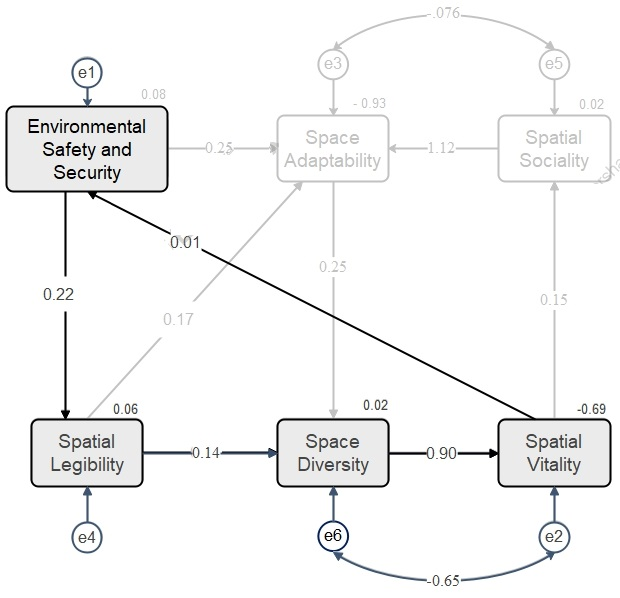 -.076
e1
e3
e5
0.08
- 0.93
0.02
Environmental
Safety and
Security
0.25
Space
Adaptability
1.12
Spatial
Sociality
0.01
0.22
0.25
0.15
0.17
0.06
0.02
-0.69
Spatial
Legibility
0.14
Space
Diversity
0.90
Spatial
Vitality
e4
e6
e2
-0.65